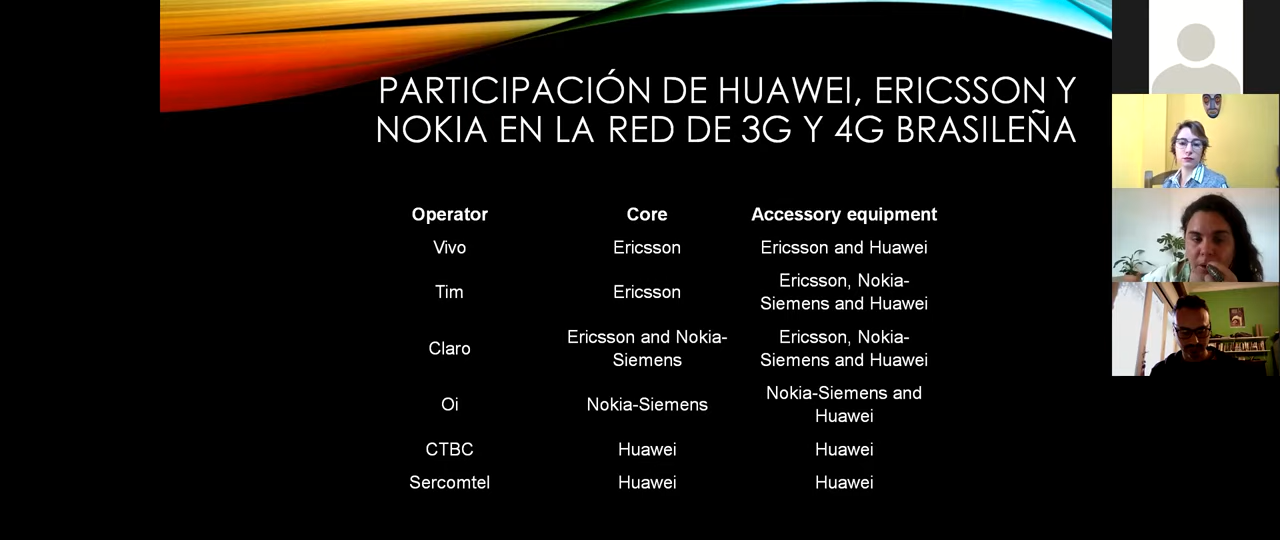 PARTICIPACIÓN DE HUAWEI, ERICSSON Y
NOKIA EN LA RED DE 3G Y 4G BRASILEÑA
Operator Core Accessory equipment
Vivo Ericsson Ericsson and Huawei
Tim Ericsson Ericsson, Nokia-
Siemens and Huawei
Claro Ericsson and Nokia-
Siemens Ericsson, Nokia-
Siemens and Huawei
Oi Nokia-Siemens Nokia-Siemens and
Huawei
CTBC Huawei Huawei
Sercomtel Huawei Huawei